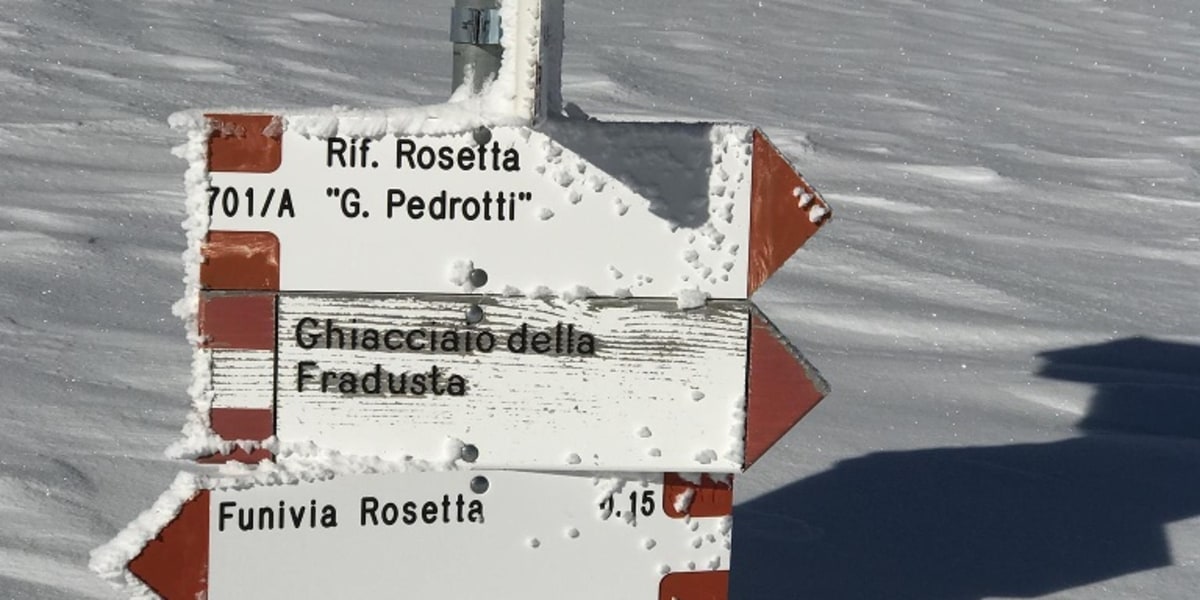 Rif. Rosetta
701/A "G. Pedrotti"
Ghiacciaio della
Fradusta
Funivia Rosetta